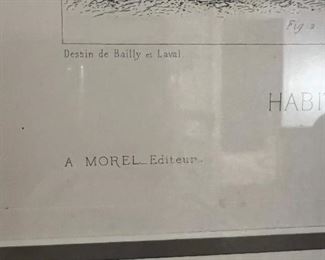 Fig. 2
Dessin de Bailly et Laval
HABI
A MOREL Editeur